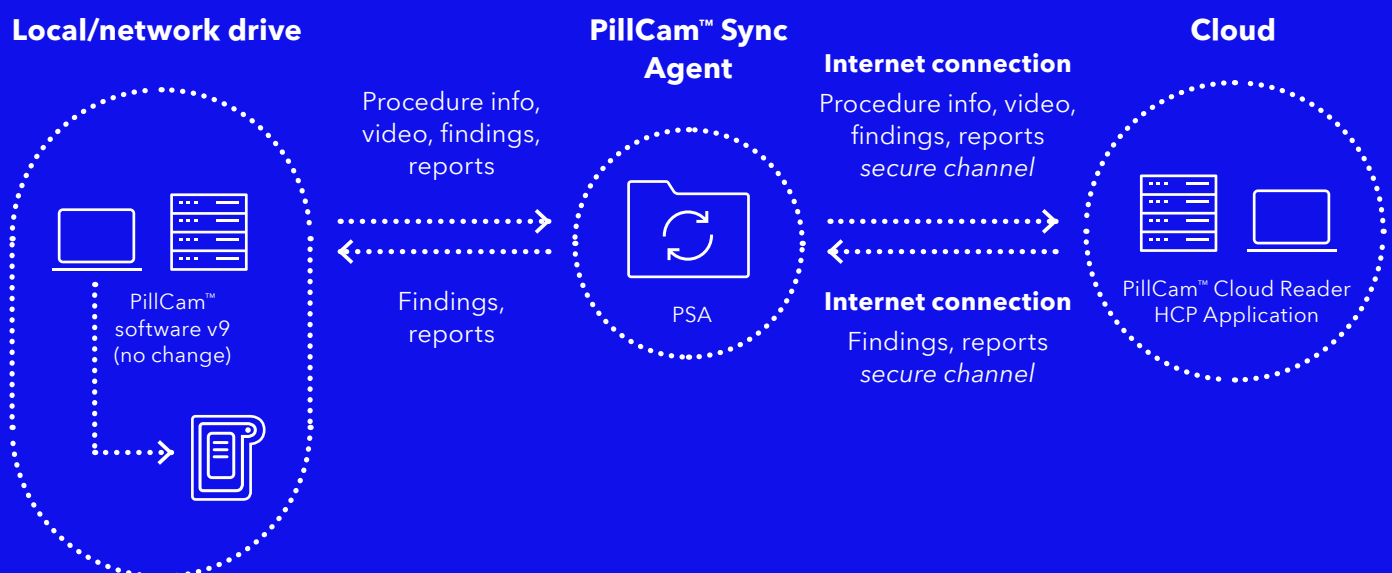 Local/network drive
PillCam™ Sync
Agent
Cloud
Procedure info,
video, findings,
reports
Internet connection
Procedure info, video,
findings, reports
secure channel
PillCam™
software v9
(no change)
Findings,
reports
PSA
Internet connection
Findings, reports
secure channel
PillCam™ Cloud Reader
HCP Application